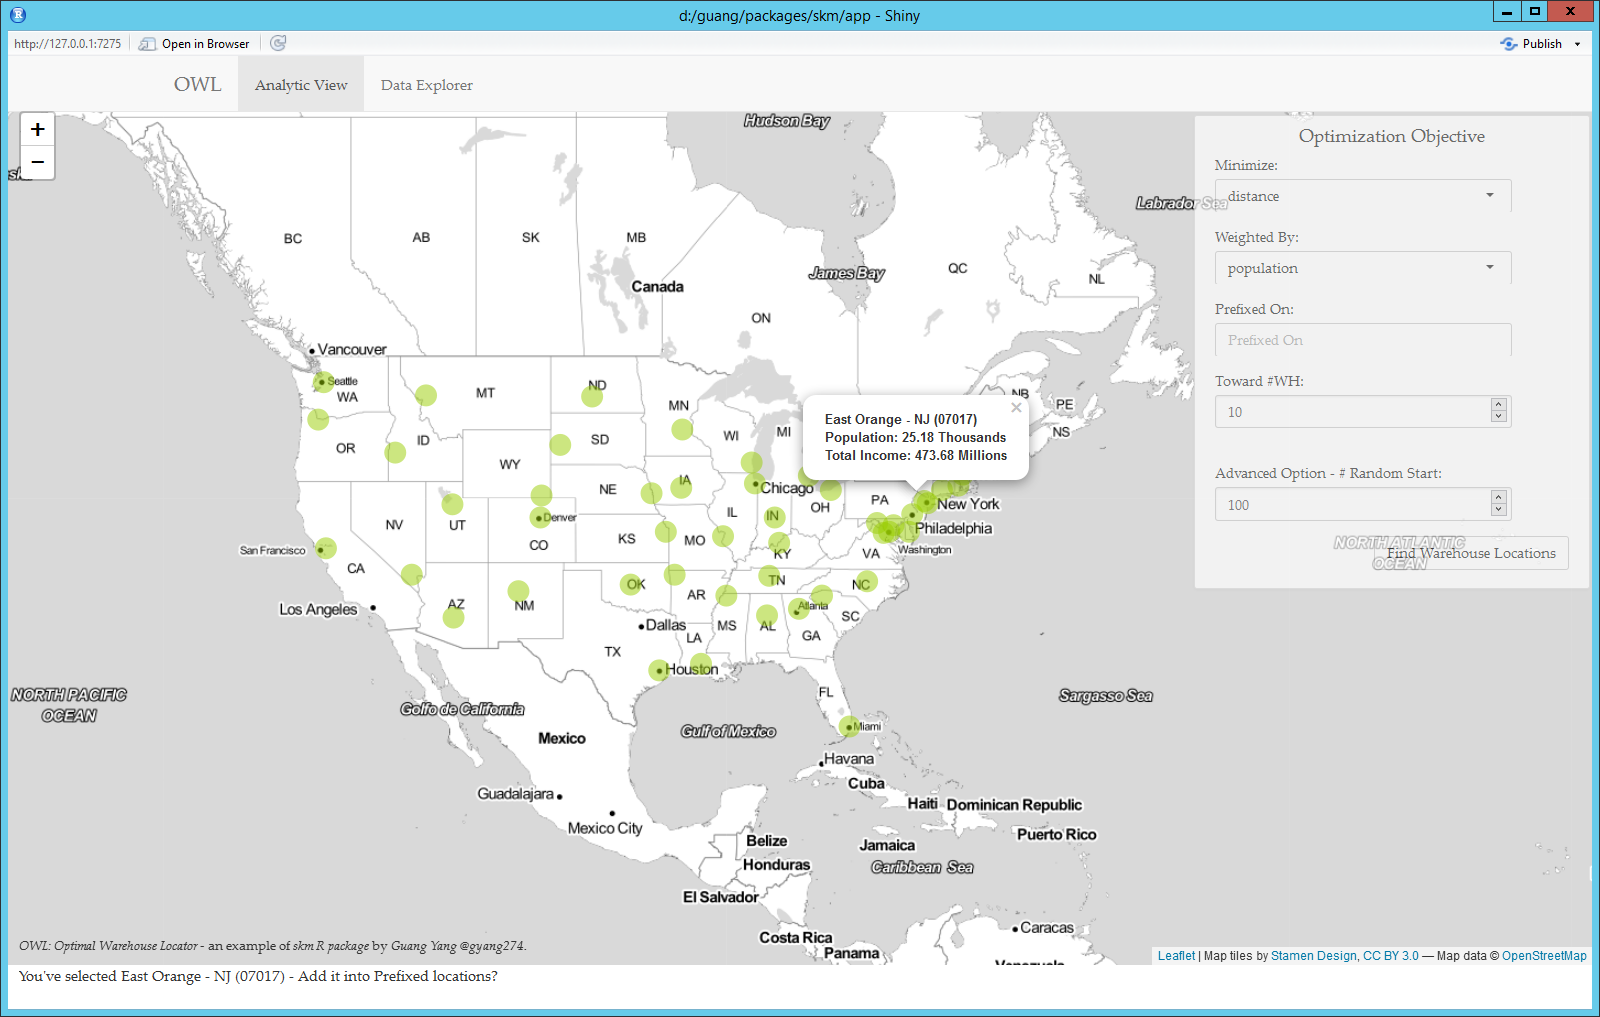 d:/guang/packages/skm/app - Shiny
http://127.0.0.1:7275
Open in Browser
Publish
OWL
Analytic View
Data Explorer
+
−
Hudson Bay
Labrador Sea
James Bay
BC
AB
SK
MB
QC
NL
Canada
ON
Vancouver
Seattle
WA
MT
ND
MN
NB
PE
NS
OR
ID
SD
WI
MI
WY
IA
NE
Chicago
OH
PA
New York
NV
UT
Denver
IL
IN
Philadelphia
San Francisco
CO
KS
MO
KY
VA
Washington
CA
Los Angeles
AZ
NM
OK
AR
TN
NC
Atlanta
SC
Dallas
MS
AL
GA
LA
TX
Houston
FL
Miami
East Orange - NJ (07017)
Population: 25.18 Thousands
Total Income: 473.68 Millions
×
NORTH PACIFIC
OCEAN
Golfo de California
Gulf of Mexico
Sargasso Sea
Mexico
Havana
Cuba
Guadalajara
Haiti
Dominican Republic
Mexico City
Puerto Rico
Belize
Jamaica
Honduras
Caribbean Sea
El Salvador
Costa Rica
Caracas
Panama
Venezuela
Optimization Objective
Minimize:
distance
Weighted By:
population
Prefixed On:
Prefixed On
Toward #WH:
10
Advanced Option - # Random Start:
100
NORTH ATLANTIC
OCEAN
Find Warehouse Locations
OWL: Optimal Warehouse Locator - an example of skm R package by Guang Yang @gyang274.
Leaflet | Map tiles by Stamen Design, CC BY 3.0 — Map data © OpenStreetMap
You've selected East Orange - NJ (07017) - Add it into Prefixed locations?